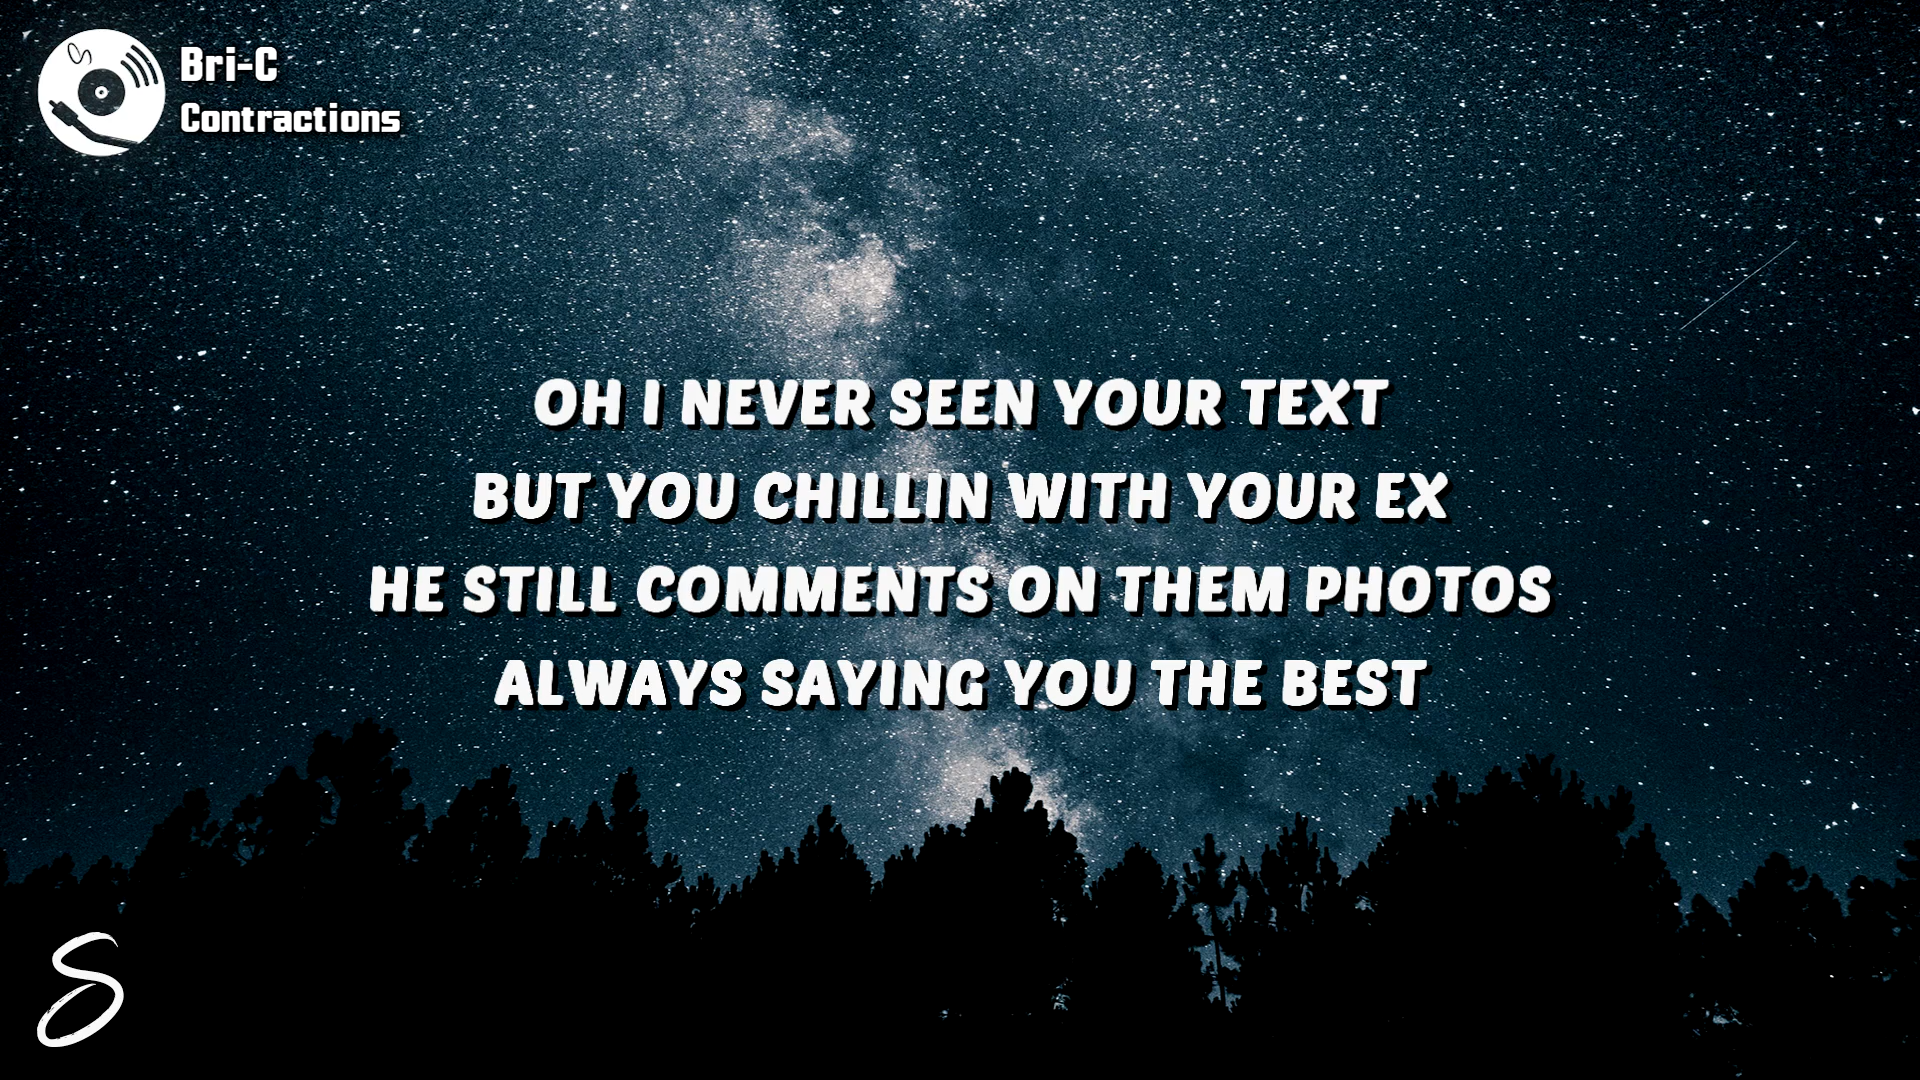 Bri-C
Contractions
OH I NEVER SEEN YOUR TEXT
BUT YOU CHILLIN WITH YOUR EX
HE STILL COMMENTS ON THEM PHOTOS
ALWAYS SAYING YOU THE BEST
S